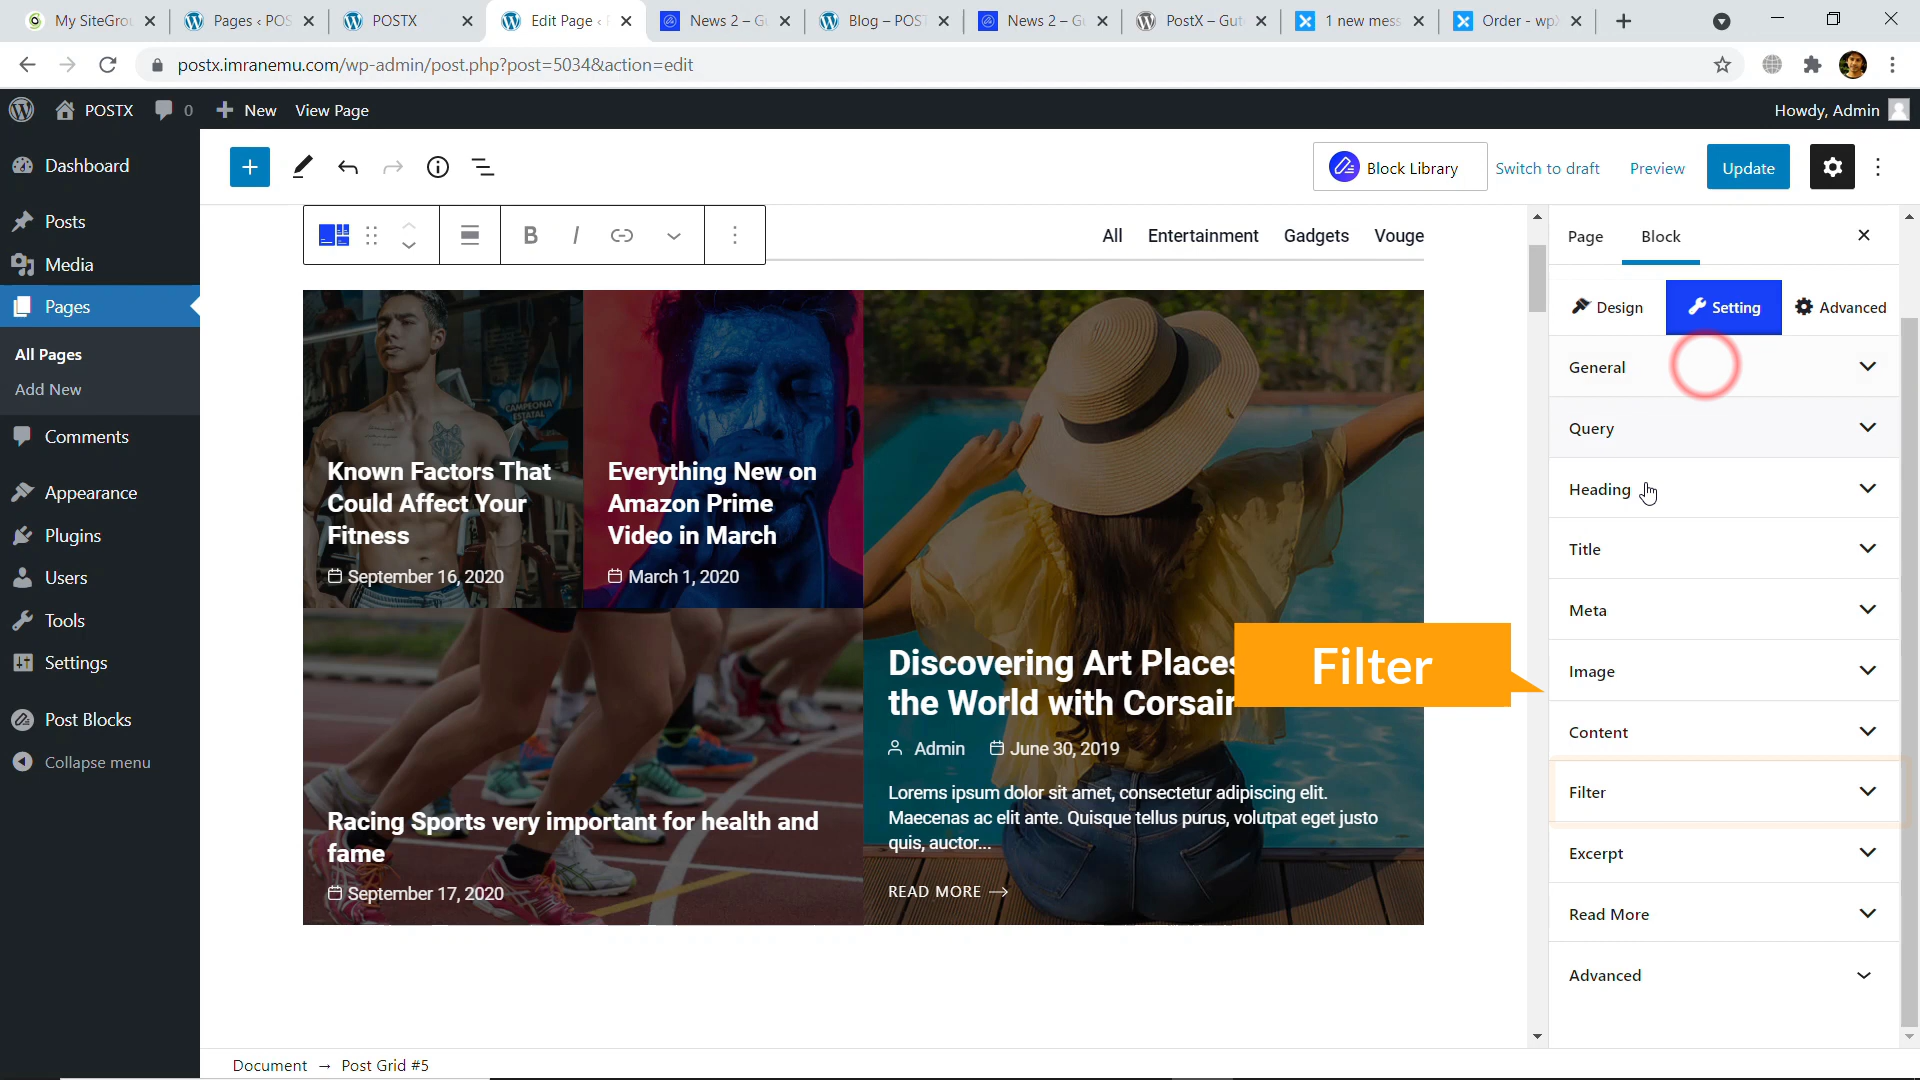 My SiteGrou
Pages ‹ POS
POSTX
Edit Page ‹
News 2 – G
Blog – POST
News 2 – G
PostX – Gut
1 new mess
Order - wp
postx.imranemu.com/wp-admin/post.php?post=5034&action=edit
POSTX
0
New
View Page
Howdy, Admin
Dashboard
Posts
Media
Pages
All Pages
Add New
Comments
Appearance
Plugins
Users
Tools
Settings
Post Blocks
Collapse menu
Block Library
Switch to draft
Preview
Update
B I
All Entertainment Gadgets Vouge
CAMPEONA
ESTATAL
Known Factors That
Could Affect Your
Fitness
September 16, 2020
Everything New on
Amazon Prime
Video in March
March 1, 2020
Racing Sports very important for health and
fame
September 17, 2020
Discovering Art Places
the World with Corsair
Admin June 30, 2019
Lorems ipsum dolor sit amet, consectetur adipiscing elit.
Maecenas ac elit ante. Quisque tellus purus, volutpat eget justo
quis, auctor...
READ MORE
Filter
Page Block
Design Setting Advanced
General
Query
Heading
Title
Meta
Image
Content
Filter
Excerpt
Read More
Advanced
Document → Post Grid #5